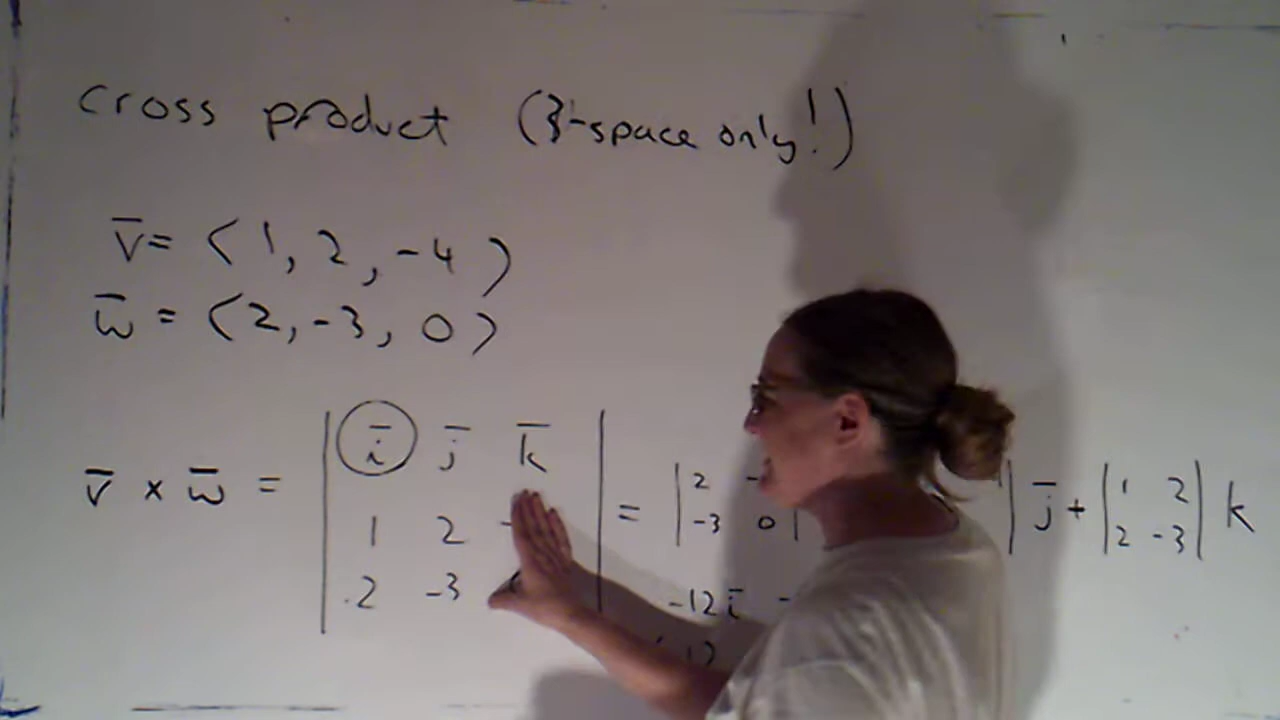 cross product (3-space only!)
v̅ = (1, 2, -4)
w̅ = (2, -3, 0)
v̅ × w̅ = | i̅ j̅ k̅ | = | 2 - | j̅ + | 1 2 | k
1 2 -3 0 2 -3
2 -3 -12 i̅ -